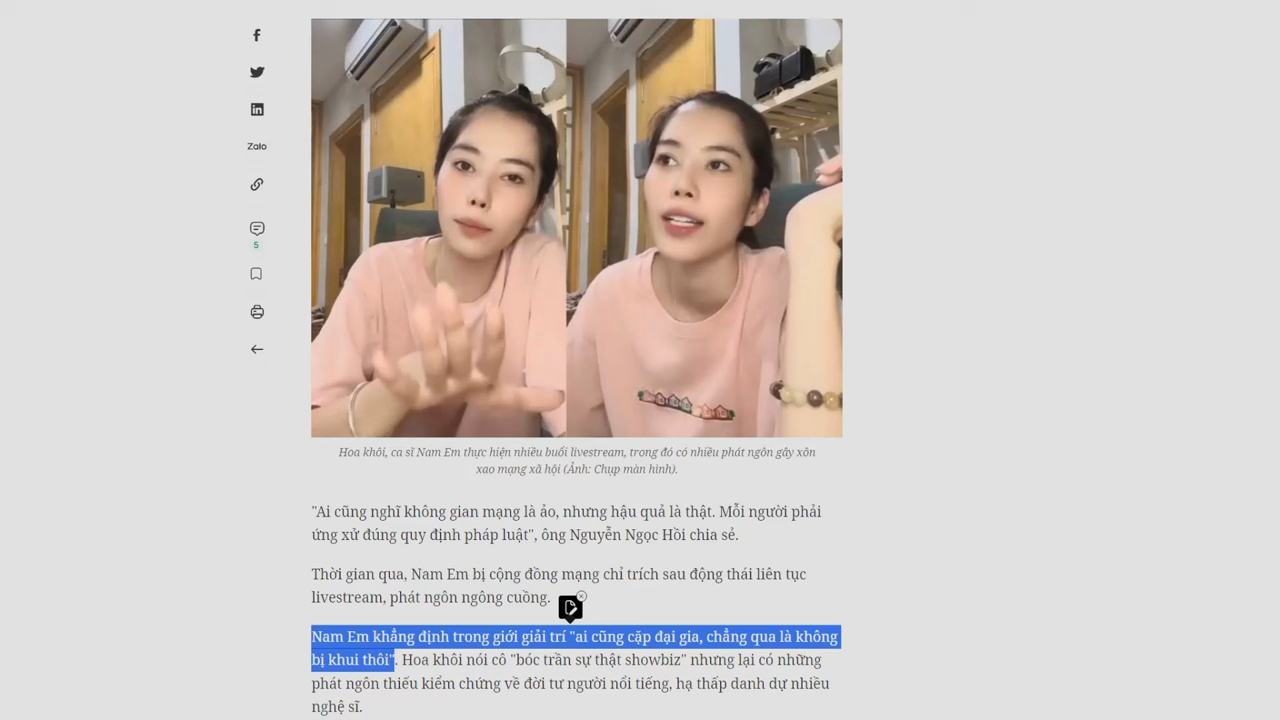 Zalo
5
Hoa khôi, ca sĩ Nam Em thực hiện nhiều buổi livestream, trong đó có nhiều phát ngôn gây xôn
xao mạng xã hội (Ảnh: Chụp màn hình).
"Ai cũng nghĩ không gian mạng là ảo, nhưng hậu quả là thật. Mỗi người phải
ứng xử đúng quy định pháp luật", ông Nguyễn Ngọc Hồi chia sẻ.
Thời gian qua, Nam Em bị cộng đồng mạng chỉ trích sau động thái liên tục
livestream, phát ngôn ngông cuồng.
Nam Em khẳng định trong giới giải trí "ai cũng cặp đại gia, chẳng qua là không
bị khui thôi". Hoa khôi nói cô "bóc trần sự thật showbiz" nhưng lại có những
phát ngôn thiếu kiểm chứng về đời tư người nổi tiếng, hạ thấp danh dự nhiều
nghệ sĩ.